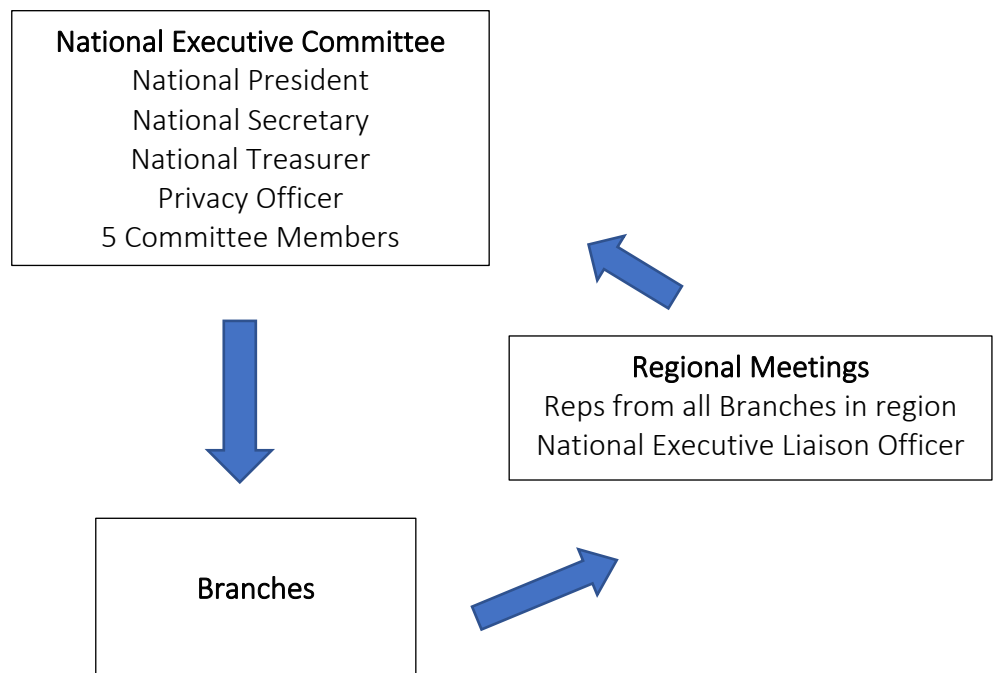 National Executive Committee
National President
National Secretary
National Treasurer
Privacy Officer
5 Committee Members
Regional Meetings
Reps from all Branches in region
National Executive Liaison Officer
Branches